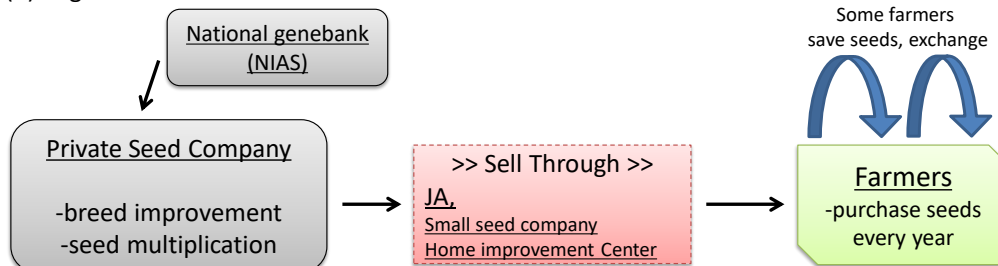 National genebank
(NIAS)
Private Seed Company
-breed improvement
-seed multiplication
>> Sell Through >>
JA,
Small seed company
Home improvement Center
Some farmers
save seeds, exchange
Farmers
-purchase seeds
every year